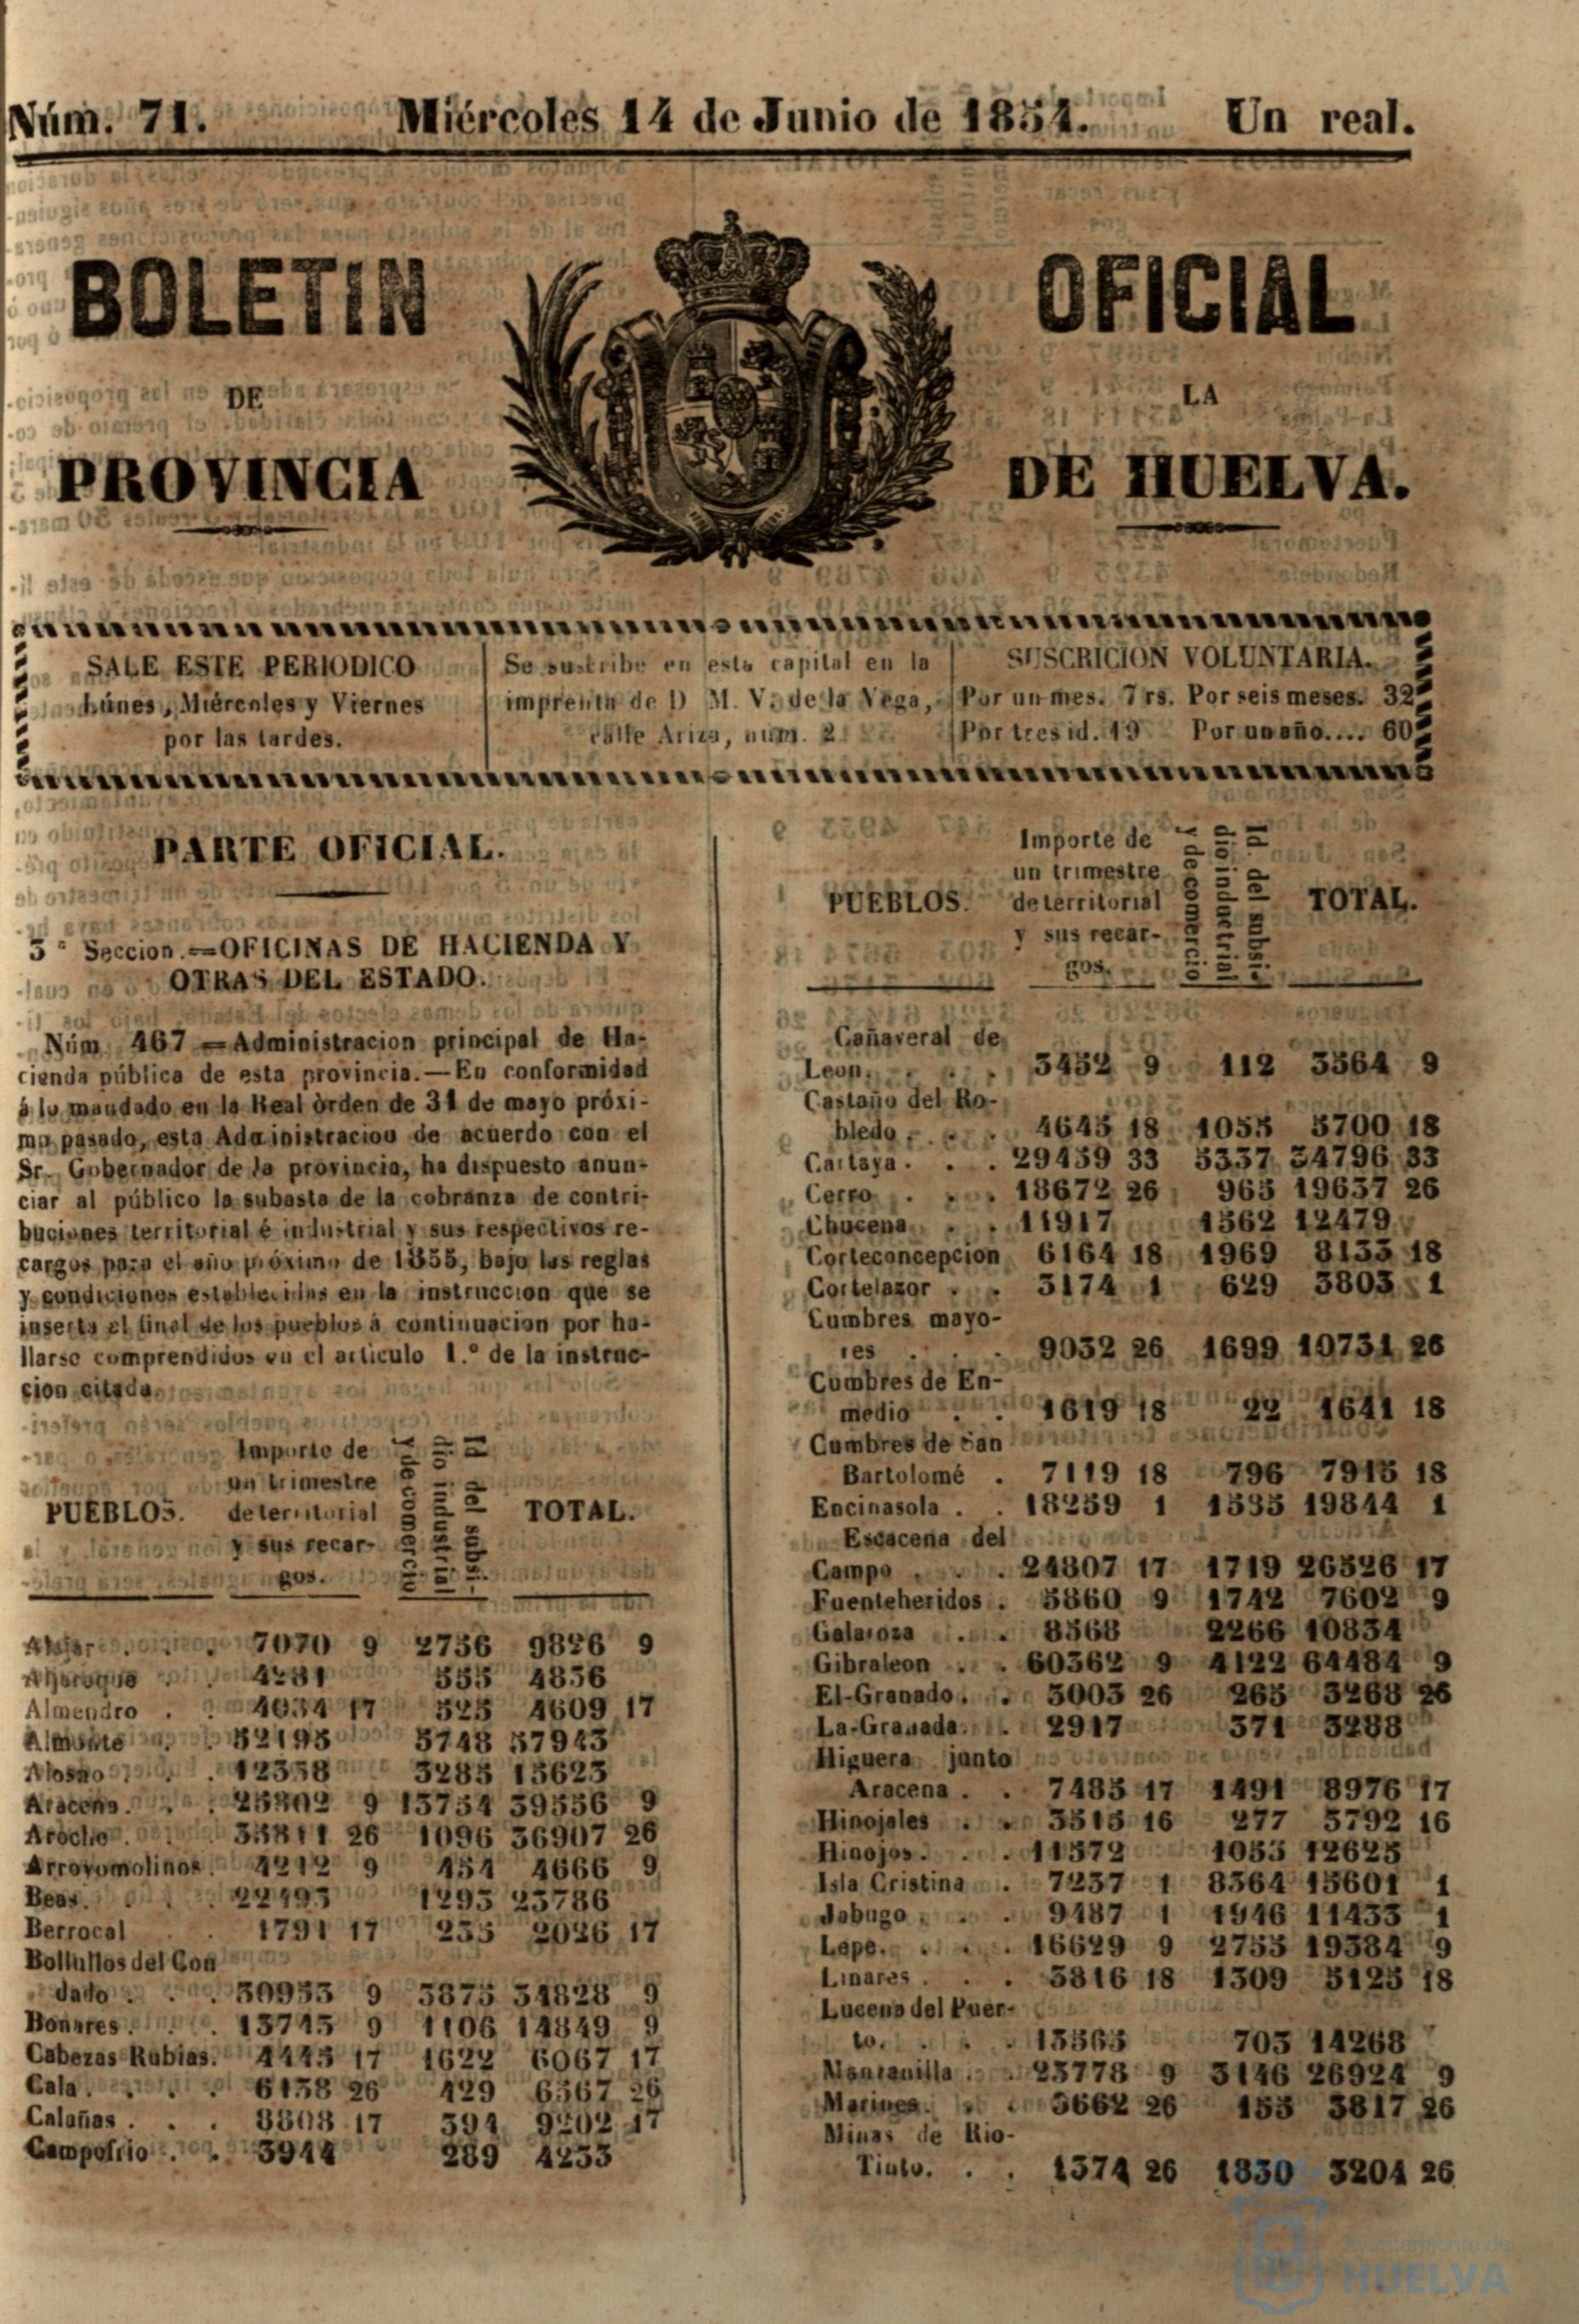 Núm. 71. Miércoles 14 de Junio de 1854. Un real.
BOLETIN OFICIAL
DE LA
PROVINCIA DE HUELVA.
SALE ESTE PERIODICO
Lúnes, Miércoles y Viernes
por las tardes.
Se suscribe en esta capital en la
imprenta de D M. V. de la Vega,
calle Ariza, num. 2
SUSCRICION VOLUNTARIA.
Por un mes. 7 rs. Por seis meses. 32
Por tres id. 19 Por un año.... 60
PARTE OFICIAL.
3ª Seccion.=OFICINAS DE HACIENDA Y
OTRAS DEL ESTADO.
Núm 467 =Administracion principal de Ha-
cienda pública de esta provincia.—En conformidad
á lo mandado en la Real òrden de 31 de mayo próxi-
mo pasado, esta Administracion de acuerdo con el
Sr. Gobernador de la provincia, ha dispuesto anun-
ciar al público la subasta de la cobranza de contri-
buciones territorial é industrial y sus respectivos re-
cargos para el año próximo de 1855, bajo las reglas
y condiciones establecidas en la instruccion que se
inserta al final de los pueblos á continuacion por ha-
llarse comprendidos en el articulo 1.º de la instruc-
cion citada.
PUEBLOS.
Importe de
un trimestre
de territorial
y sus recar-
gos.
Id del subsi-
dio industrial
y de comercio
TOTAL.
Alajar . . . 7070 9 2756 9826 9
Aljaraque . . 4281 555 4836
Almendro . . 4034 17 525 4609 17
Almonte . . 52195 5748 57943
Alosno . . . 12338 3285 15623
Aracena. . . 25802 9 13754 39556 9
Aroche . . . 35811 26 1096 36907 26
Arroyomolinos. 4212 9 454 4666 9
Beas. . . . 22493 1293 23786
Berrocal . . 1791 17 235 2026 17
Bollullos del Con
dado . . . 30953 9 3875 34828 9
Bonares . . . 13743 9 1106 14849 9
Cabezas Rubias. 4445 17 1622 6067 17
Cala . . . . 6138 26 429 6567 26
Calañas . . . 8808 17 394 9202 17
Campofrio . . 3944 289 4233
PUEBLOS.
Importe de
un trimestre
de territorial
y sus recar-
gos.
Id. del subsi-
dio inductrial
y de comercio
TOTAL.
Cañaveral de
Leon. . . . 3452 9 112 3564 9
Castaño del Ro-
bledo . . . 4645 18 1055 5700 18
Cartaya . . . 29459 33 5337 34796 33
Cerro . . . 18672 26 965 19637 26
Chucena . . 11917 1562 12479
Corteconcepcion 6164 18 1969 8133 18
Cortelazor . . 3174 1 629 3803 1
Cumbres mayo-
res . . . 9032 26 1699 10731 26
Cumbres de En-
medio . . 1619 18 22 1641 18
Cumbres de San
Bartolomé . 7119 18 796 7915 18
Encinasola . . 18259 1 1535 19844 1
Escacena del
Campo . . . 24807 17 1719 26526 17
Fuenteheridos . 5860 9 1742 7602 9
Galaroza . . 8568 2266 10834
Gibraleon . . 60362 9 4122 64484 9
El-Granado . . 3003 26 265 3268 26
La-Granada. . 2917 371 3288
Higuera junto
Aracena . . 7485 17 1491 8976 17
Hinojales . . 3515 16 277 3792 16
Hinojos. . . 11572 1053 12625
Isla Cristina . 7237 1 8364 15601 1
Jabugo . . . 9487 1 1946 11433 1
Lepe. . . . 16629 9 2755 19384 9
Linares . . . 3816 18 1309 5125 18
Lucena del Puer-
to. . . . 13565 703 14268
Manzanilla . . 23778 9 3146 26924 9
Marines. . . 3662 26 155 3817 26
Minas de Rio-
Tinto. . . 1374 26 1830 3204 26
Ayuntamiento de
HUELVA